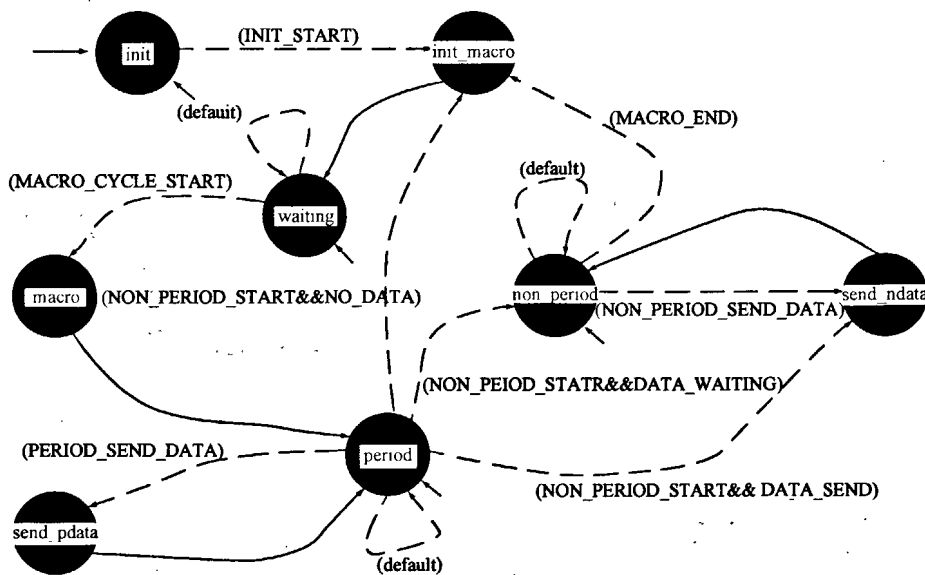 (INIT_START)
init
init_macro
(defauit)
(MACRO_END)
(default)
(MACRO_CYCLE_START)
waiting
macro
(NON_PERIOD_START&&NO_DATA)
non_period
send_ndata
(NON_PERIOD_SEND_DATA)
(NON_PEIOD_STATR&&DATA_WAITING)
(PERIOD_SEND_DATA)
period
(NON_PERIOD_START&& DATA_SEND)
send_pdata
(default)